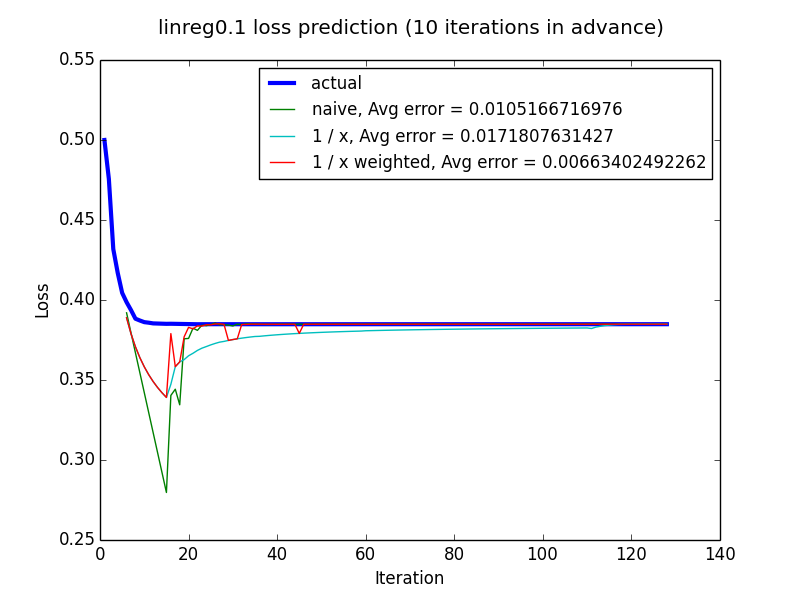 linreg0.1 loss prediction (10 iterations in advance)
actual
naive, Avg error = 0.0105166716976
1 / x, Avg error = 0.0171807631427
1 / x weighted, Avg error = 0.00663402492262
0.55
0.50
0.45
0.40
0.35
0.30
0.25
Loss
0 20 40 60 80 100 120 140
Iteration